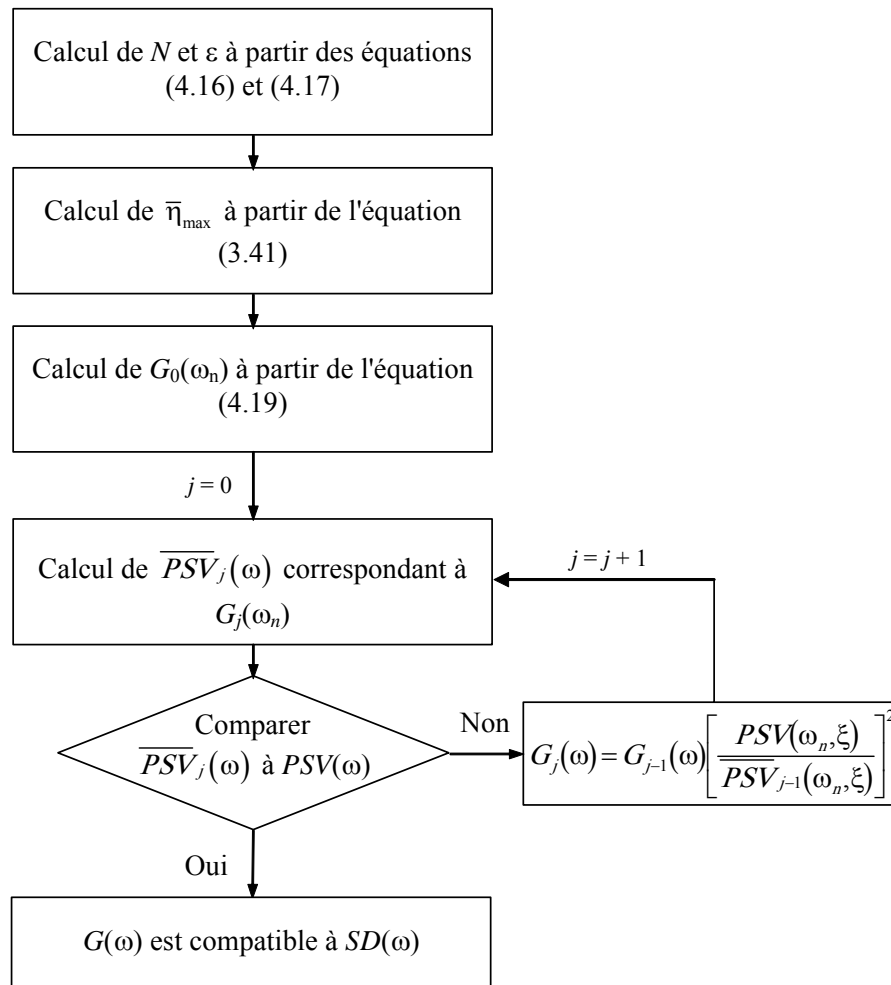 Calcul de N et ε à partir des équations
(4.16) et (4.17)
Calcul de η̅max à partir de l'équation
(3.41)
Calcul de G₀(ωn) à partir de l'équation
(4.19)
j = 0
Calcul de P̅S̅V̅j(ω) correspondant à
Gj(ωn)
j = j + 1
Comparer
P̅S̅V̅j(ω) à PSV(ω)
Non
Gj(ω) = Gj−1(ω)[PSV(ωn,ξ) / P̅S̅V̅j−1(ωn,ξ)]²
Oui
G(ω) est compatible à SD(ω)